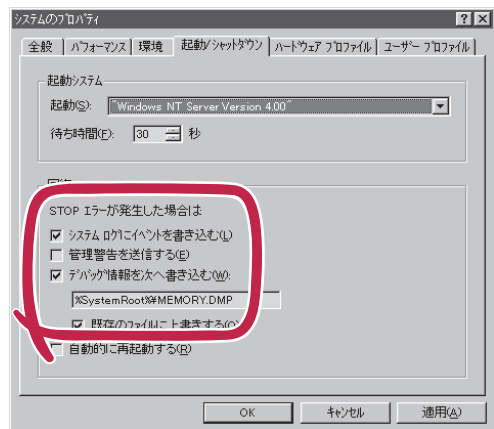 システムのプロパティ
全般 パフォーマンス 環境 起動/シャットダウン ハードウェア プロファイル ユーザー プロファイル
起動システム
起動(S): "Windows NT Server Version 4.00"
待ち時間(F): 30 秒
STOP エラーが発生した場合は
システム ログにイベントを書き込む(L)
管理警告を送信する(E)
デバッグ情報を次へ書き込む(W):
%SystemRoot%¥MEMORY.DMP
既存のファイルに上書きする(O)
自動的に再起動する(R)
OK キャンセル 適用(A)